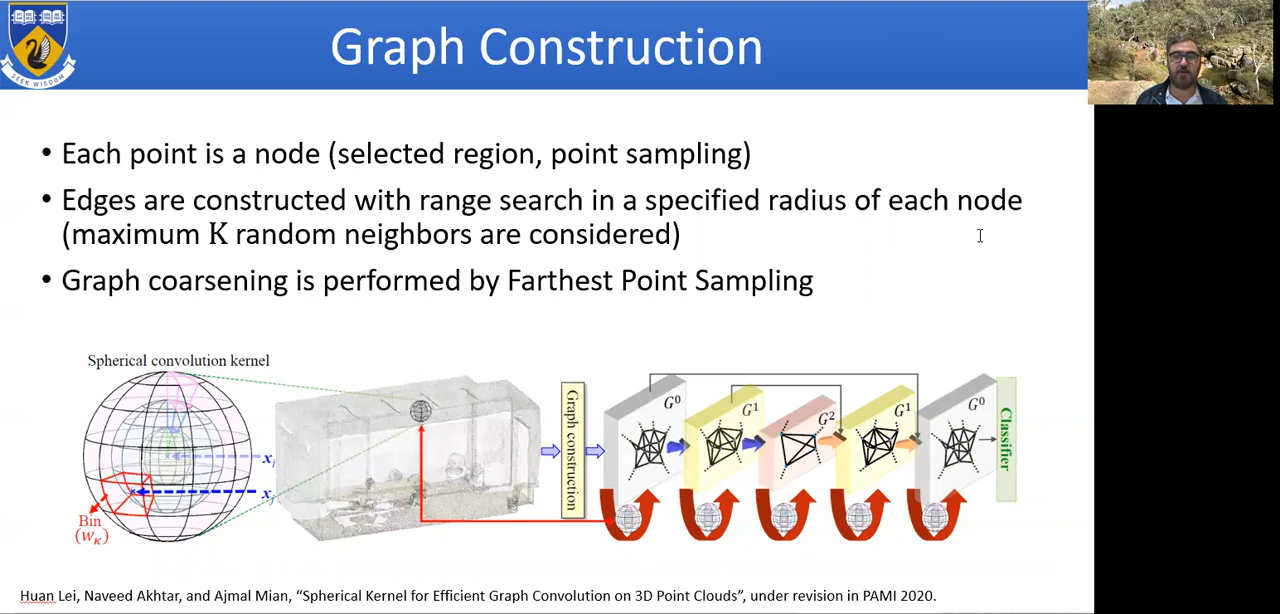 Graph Construction
SEEK WISDOM
• Each point is a node (selected region, point sampling)
• Edges are constructed with range search in a specified radius of each node
(maximum K random neighbors are considered)
• Graph coarsening is performed by Farthest Point Sampling
Spherical convolution kernel
x_i
x_j
Bin
(w_κ)
Graph construction
G⁰
G¹
G²
G¹
G⁰
Classifier
Huan Lei, Naveed Akhtar, and Ajmal Mian, “Spherical Kernel for Efficient Graph Convolution on 3D Point Clouds”, under revision in PAMI 2020.